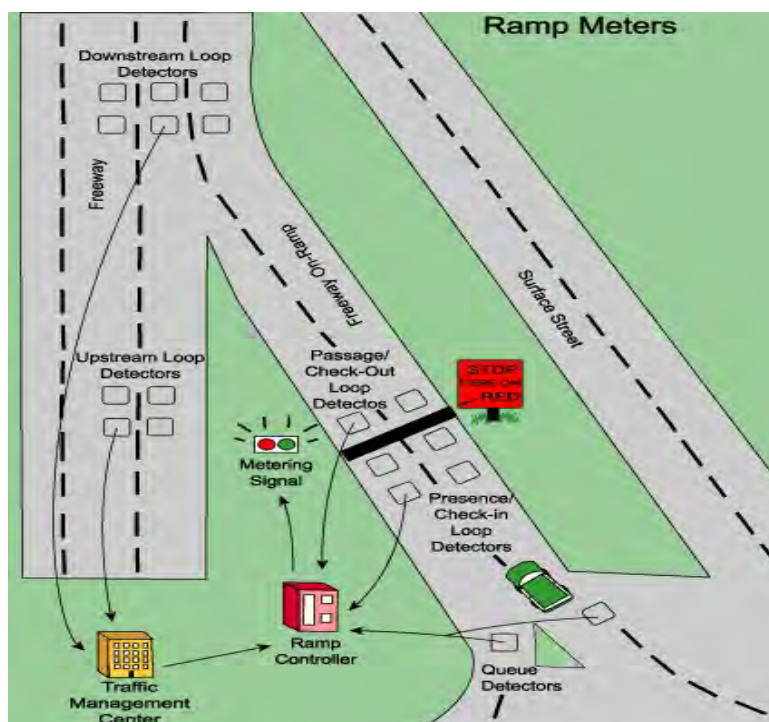 Ramp Meters
Downstream Loop
Detectors
Freeway
Freeway On-Ramp
Surface Street
Upstream Loop
Detectors
Passage/
Check-Out
Loop
Detectos
STOP
HERE ON
RED
Metering
Signal
Presence/
Check-in
Loop
Detectors
Ramp
Controller
Queue
Detectors
Traffic
Management
Center